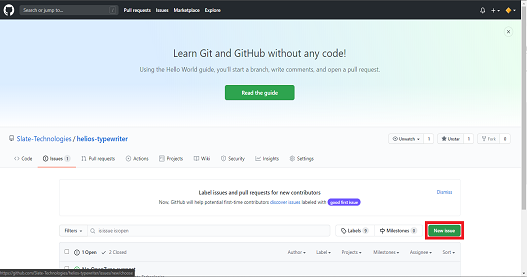 Search or jump to...
/
Pull requests Issues Marketplace Explore
Learn Git and GitHub without any code!
Using the Hello World guide, you'll start a branch, write comments, and open a pull request.
Read the guide
Slate-Technologies / helios-typewriter
Unwatch 1 Unstar 1 Fork 0
Code Issues 1 Pull requests Actions Projects Wiki Security Insights Settings
Label issues and pull requests for new contributors
Dismiss
Now, GitHub will help potential first-time contributors discover issues labeled with good first issue
Filters is:issue is:open Labels 9 Milestones 2 New issue
1 Open 2 Closed Author Label Projects Milestones Assignee Sort
https://github.com/Slate-Technologies/helios-typewriter/issues/new/choose